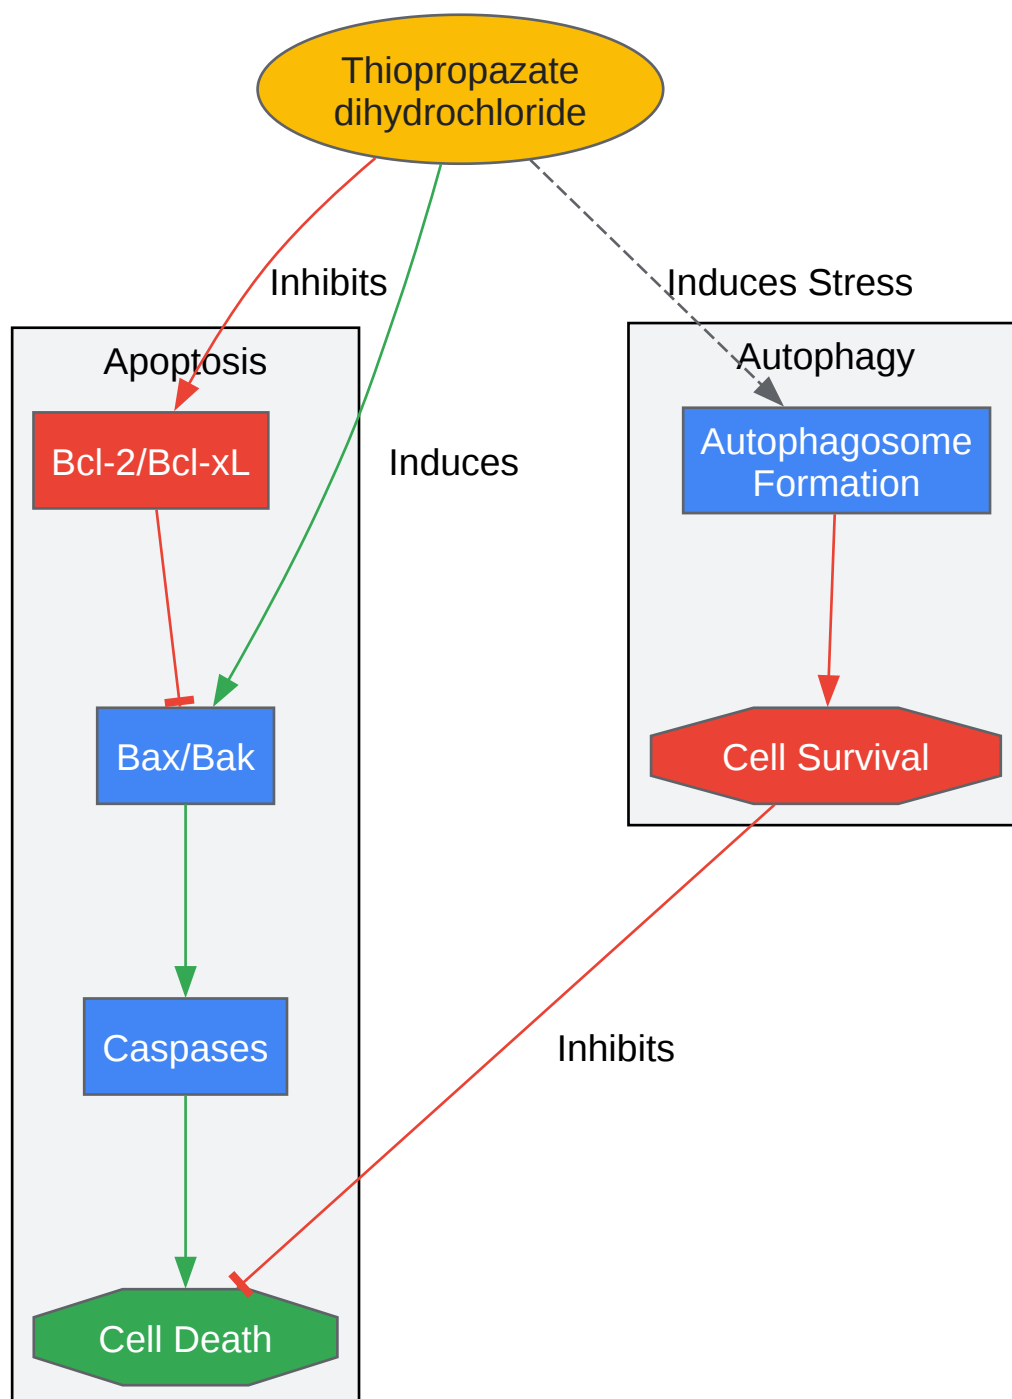 Thiopropazate
dihydrochloride
Inhibits
Induces Stress
Apoptosis
Autophagy
Bcl-2/Bcl-xL
Induces
Autophagosome
Formation
Bax/Bak
Cell Survival
Caspases
Inhibits
Cell Death